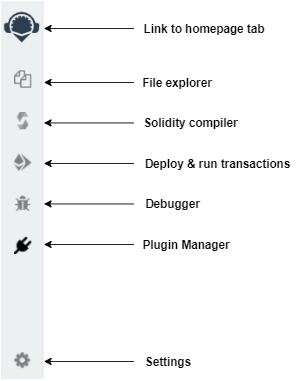 Link to homepage tab
File explorer
Solidity compiler
Deploy & run transactions
Debugger
Plugin Manager
Settings